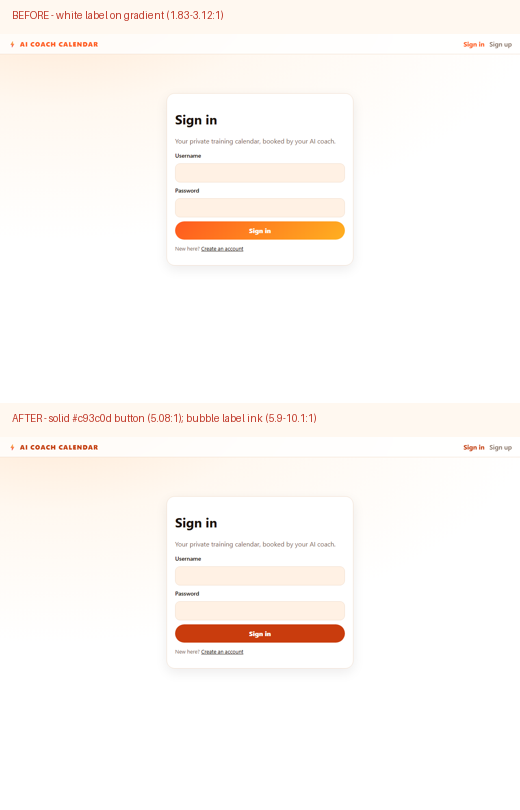 BEFORE - white label on gradient (1.83-3.12:1)
AI COACH CALENDAR
Sign in Sign up
Sign in
Your private training calendar, booked by your AI coach.
Username
Password
Sign in
New here? Create an account
AFTER - solid #c93c0d button (5.08:1); bubble label ink (5.9-10.1:1)
AI COACH CALENDAR
Sign in Sign up
Sign in
Your private training calendar, booked by your AI coach.
Username
Password
Sign in
New here? Create an account